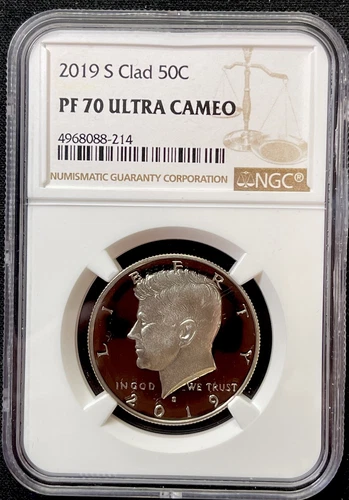 2019 S Clad 50C
PF 70 ULTRA CAMEO
4968088-214
NUMISMATIC GUARANTY CORPORATION NGC®
LIBERTY
IN GOD WE TRUST
S
2019